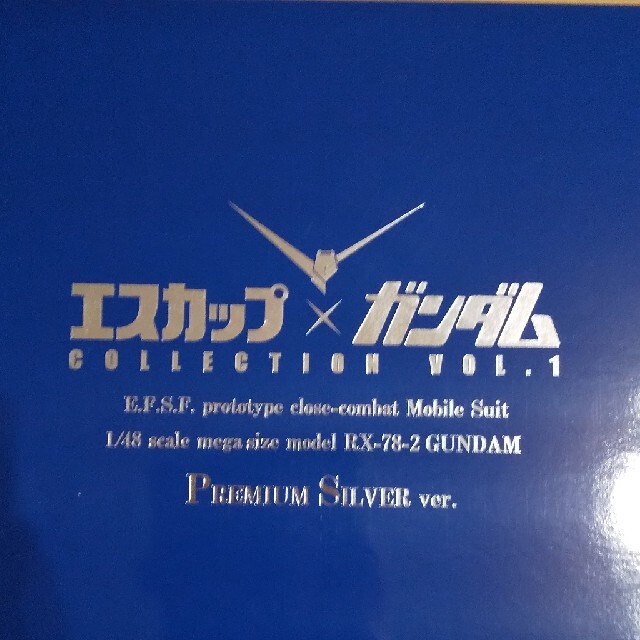 エスカップ×ガンダム
COLLECTION VOL.1
E.F.S.F. prototype close-combat Mobile Suit
1/48 scale mega size model RX-78-2 GUNDAM
PREMIUM SILVER ver.